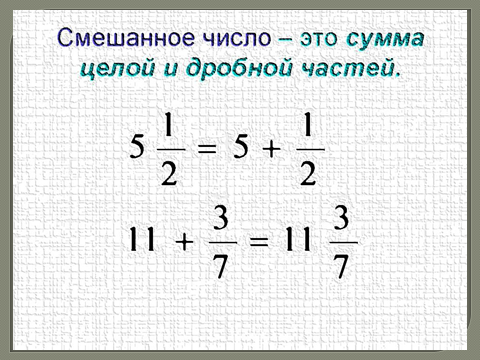 Смешанное число – это сумма
целой и дробной частей.
5 1/2 = 5 + 1/2
11 + 3/7 = 11 3/7